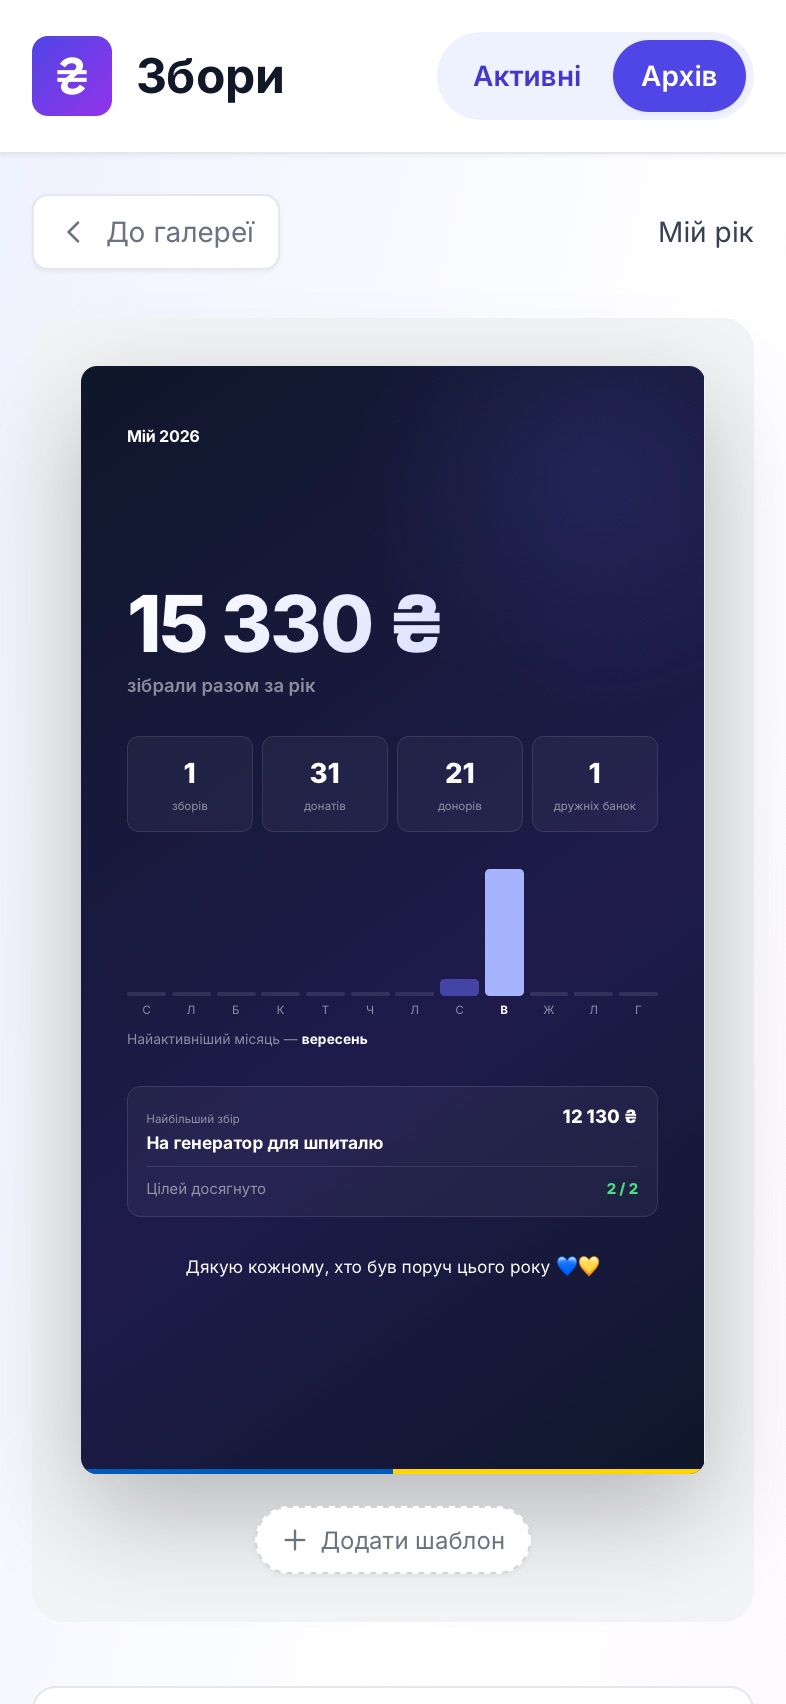 ₴ Збори
Активні
Архів
До галереї
Мій рік
Мій 2026
15 330 ₴
зібрали разом за рік
1
31
21
1
зборів
донатів
донорів
дружніх банок
С Л Б К Т Ч Л С В Ж Л Г
Найактивніший місяць — вересень
Найбільший збір
12 130 ₴
На генератор для шпиталю
Цілей досягнуто
2 / 2
Дякую кожному, хто був поруч цього року 💙💛
Додати шаблон